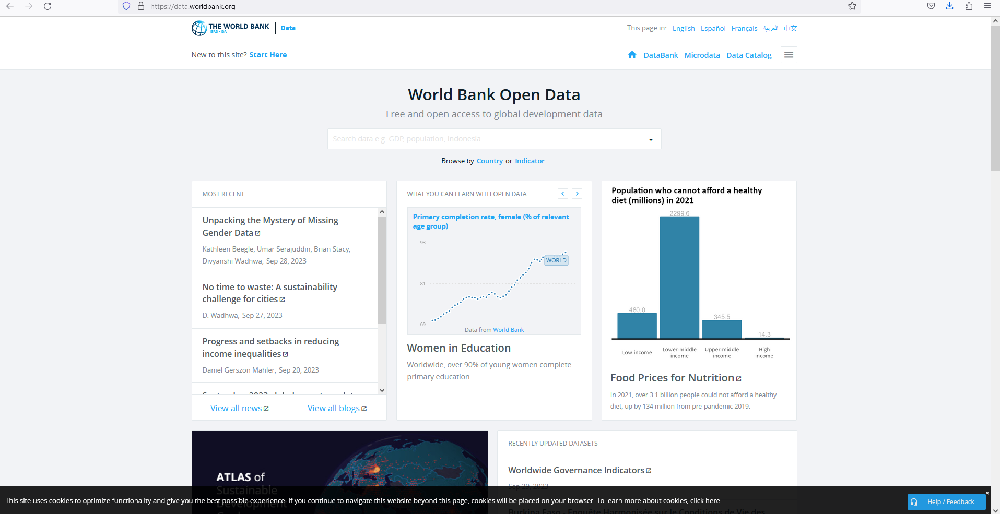 https://data.worldbank.org
THE WORLD BANK
IBRD • IDA
Data
This page in: English Español Français العربية 中文
New to this site? Start Here
DataBank Microdata Data Catalog
World Bank Open Data
Free and open access to global development data
Search data e.g. GDP, population, Indonesia
Browse by Country or Indicator
MOST RECENT
Unpacking the Mystery of Missing
Gender Data
Kathleen Beegle, Umar Serajuddin, Brian Stacy,
Divyanshi Wadhwa, Sep 28, 2023
No time to waste: A sustainability
challenge for cities
D. Wadhwa, Sep 27, 2023
Progress and setbacks in reducing
income inequalities
Daniel Gerszon Mahler, Sep 20, 2023
View all news
View all blogs
WHAT YOU CAN LEARN WITH OPEN DATA
Primary completion rate, female (% of relevant
age group)
93
WORLD
81
69
Data from World Bank
Women in Education
Worldwide, over 90% of young women complete
primary education
Population who cannot afford a healthy
diet (millions) in 2021
2299.6
480.0
345.5
14.3
Low income
Lower-middle
income
Upper-middle
income
High
income
Food Prices for Nutrition
In 2021, over 3.1 billion people could not afford a healthy
diet, up by 134 million from pre-pandemic 2019.
ATLAS of
Sustainable
Development
RECENTLY UPDATED DATASETS
Worldwide Governance Indicators
Sep 29, 2023
Burkina Faso - Enquête Harmonisée sur le Conditions de Vie des
This site uses cookies to optimize functionality and give you the best possible experience. If you continue to navigate this website beyond this page, cookies will be placed on your browser. To learn more about cookies, click here.
×
Help / Feedback